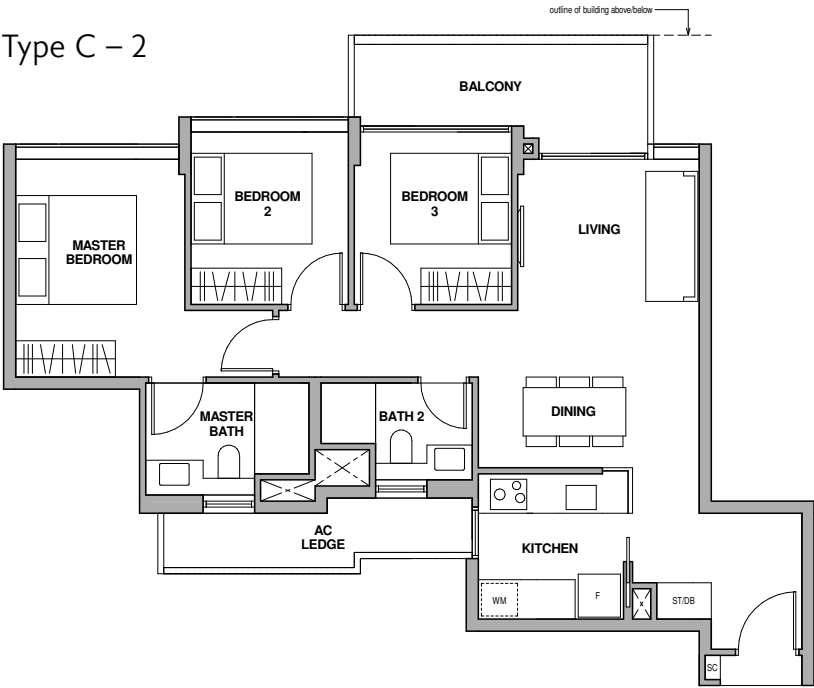 outline of building above/below
Type C – 2
BALCONY
BEDROOM
2
BEDROOM
3
LIVING
MASTER
BEDROOM
MASTER
BATH
BATH 2
DINING
AC
LEDGE
KITCHEN
WM
F
ST/DB
SC